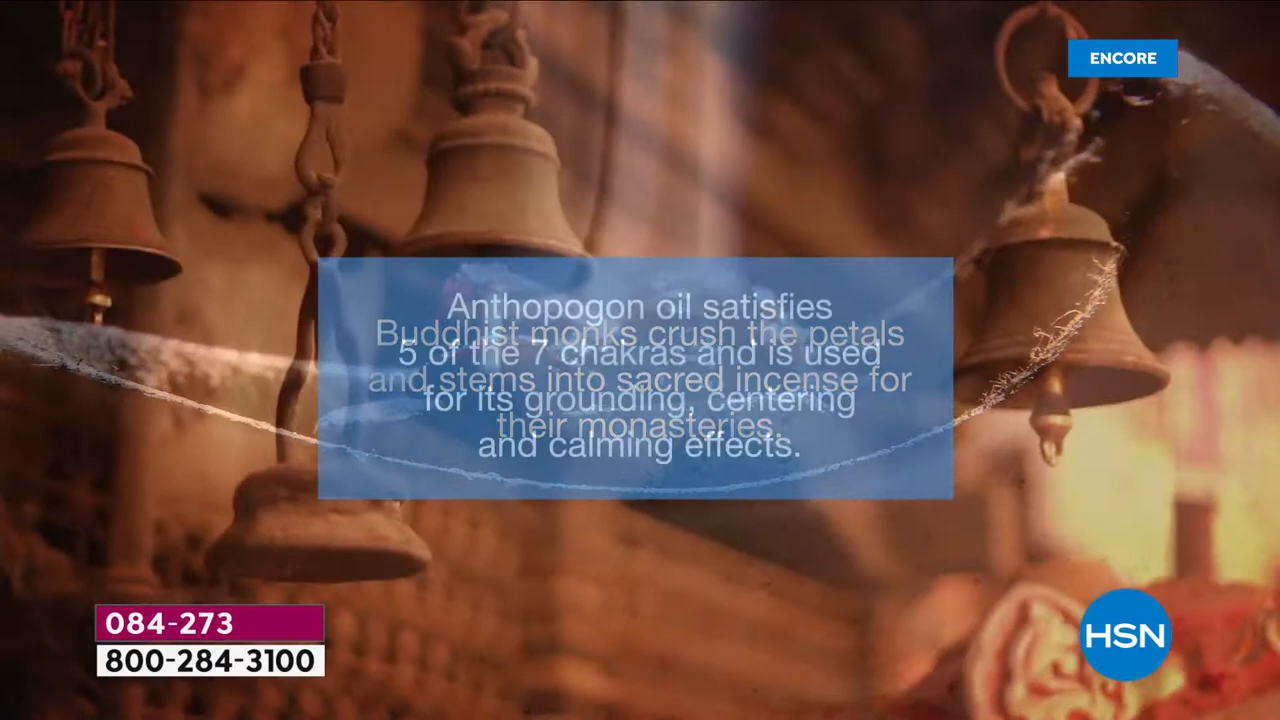 ENCORE
Anthopogon oil satisfies
5 of the 7 chakras and is used
for its grounding, centering
and calming effects.
Buddhist monks crush the petals
and stems into sacred incense for
their monasteries.
084-273
800-284-3100
HSN